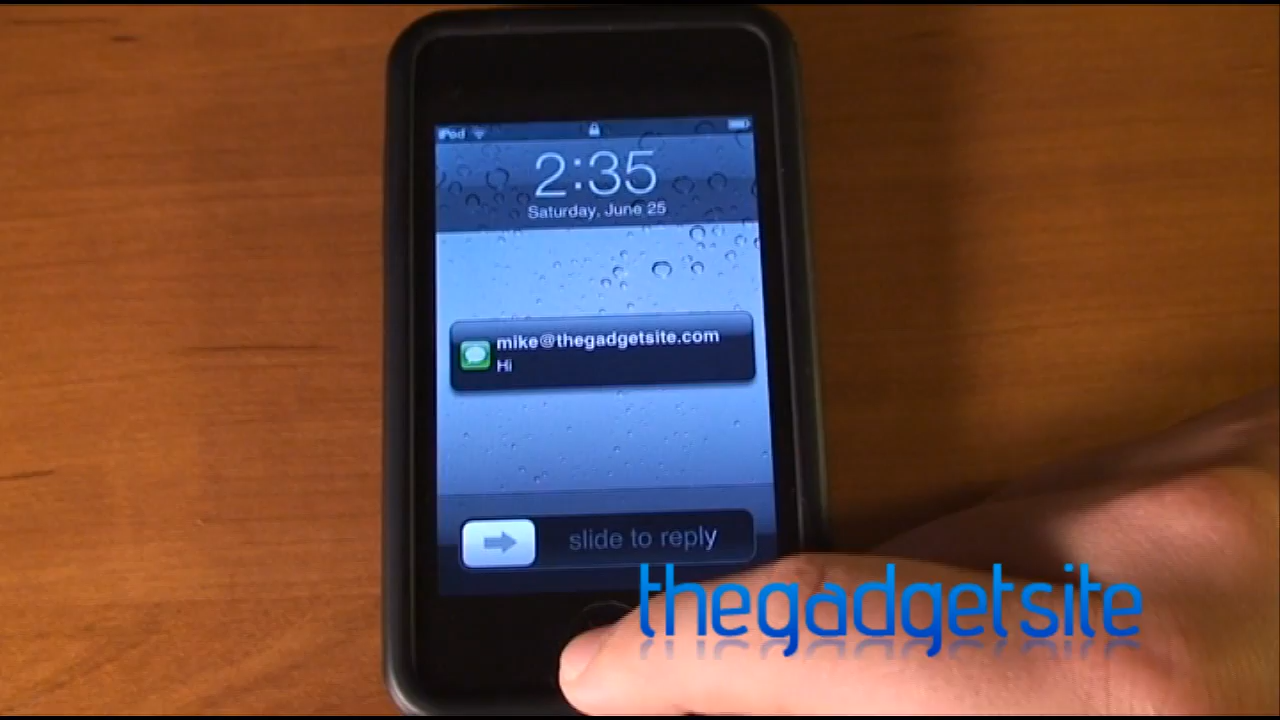 iPod
2:35
Saturday, June 25
mike@thegadgetsite.com
Hi
slide to reply
thegadgetsite